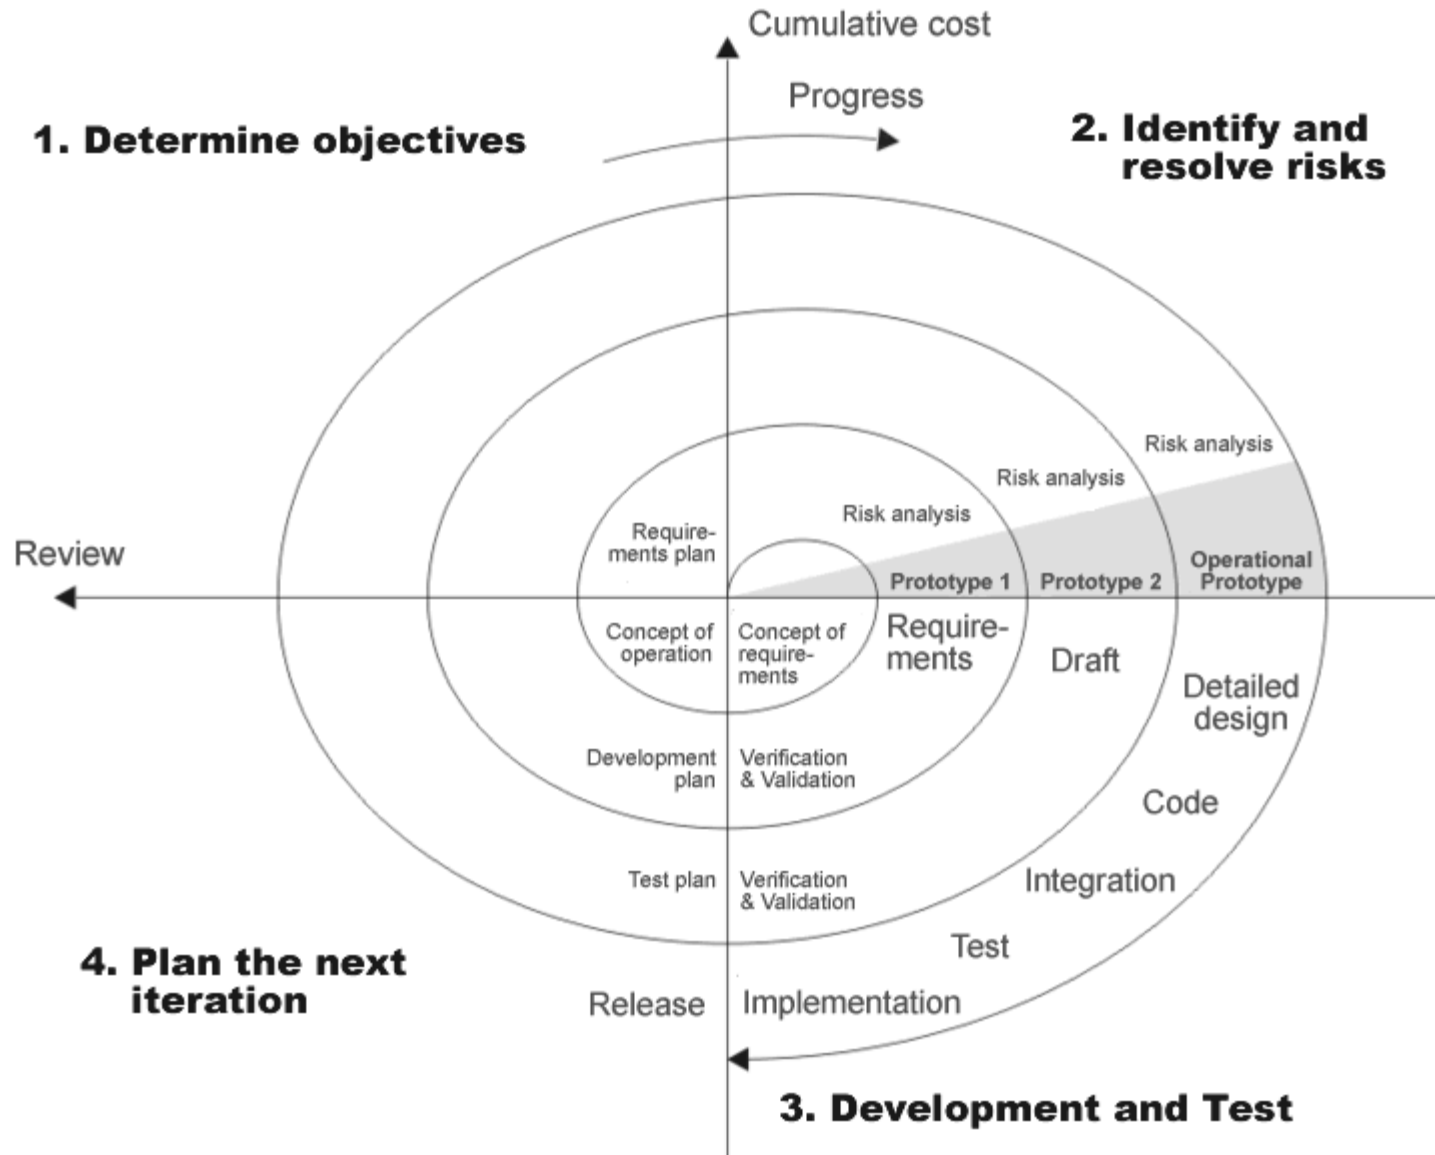 Cumulative cost
Progress
1. Determine objectives
2. Identify and
resolve risks
Risk analysis
Risk analysis
Risk analysis
Require-
ments plan
Review
Operational
Prototype
Prototype 1
Prototype 2
Concept of
operation
Concept of
require-
ments
Require-
ments
Draft
Detailed
design
Development
plan
Verification
& Validation
Code
Test plan
Verification
& Validation
Integration
Test
4. Plan the next
iteration
Release
Implementation
3. Development and Test